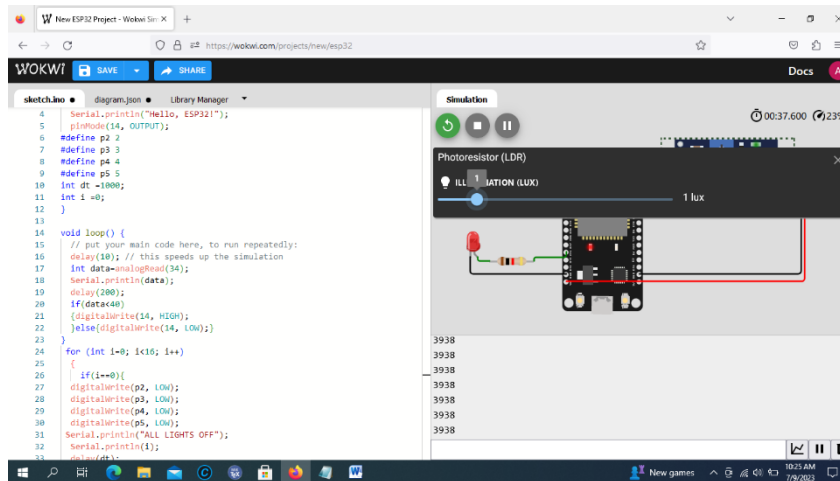 New ESP32 Project - Wokwi Sim
https://wokwi.com/projects/new/esp32
WOKWI SAVE SHARE Docs A
sketch.ino diagram.json Library Manager
4 Serial.println("Hello, ESP32!");
5 pinMode(14, OUTPUT);
6 #define p2 2
7 #define p3 3
8 #define p4 4
9 #define p5 5
10 int dt =1000;
11 int i =0;
12 }
13
14 void loop() {
15 // put your main code here, to run repeatedly:
16 delay(10); // this speeds up the simulation
17 int data=analogRead(34);
18 Serial.println(data);
19 delay(200);
20 if(data<40)
21 {digitalWrite(14, HIGH);
22 }else{digitalWrite(14, LOW);}
23 }
24 for (int i=0; i<16; i++)
25 {
26 if(i==0){
27 digitalWrite(p2, LOW);
28 digitalWrite(p3, LOW);
29 digitalWrite(p4, LOW);
30 digitalWrite(p5, LOW);
31 Serial.println("ALL LIGHTS OFF");
32 Serial.println(i);
33 delay(dt);
Simulation
00:37.600 23%
Photoresistor (LDR)
(LUX)
1
1 lux
3938
3938
3938
3938
3938
3938
3938
New games
10:25 AM
7/9/2023